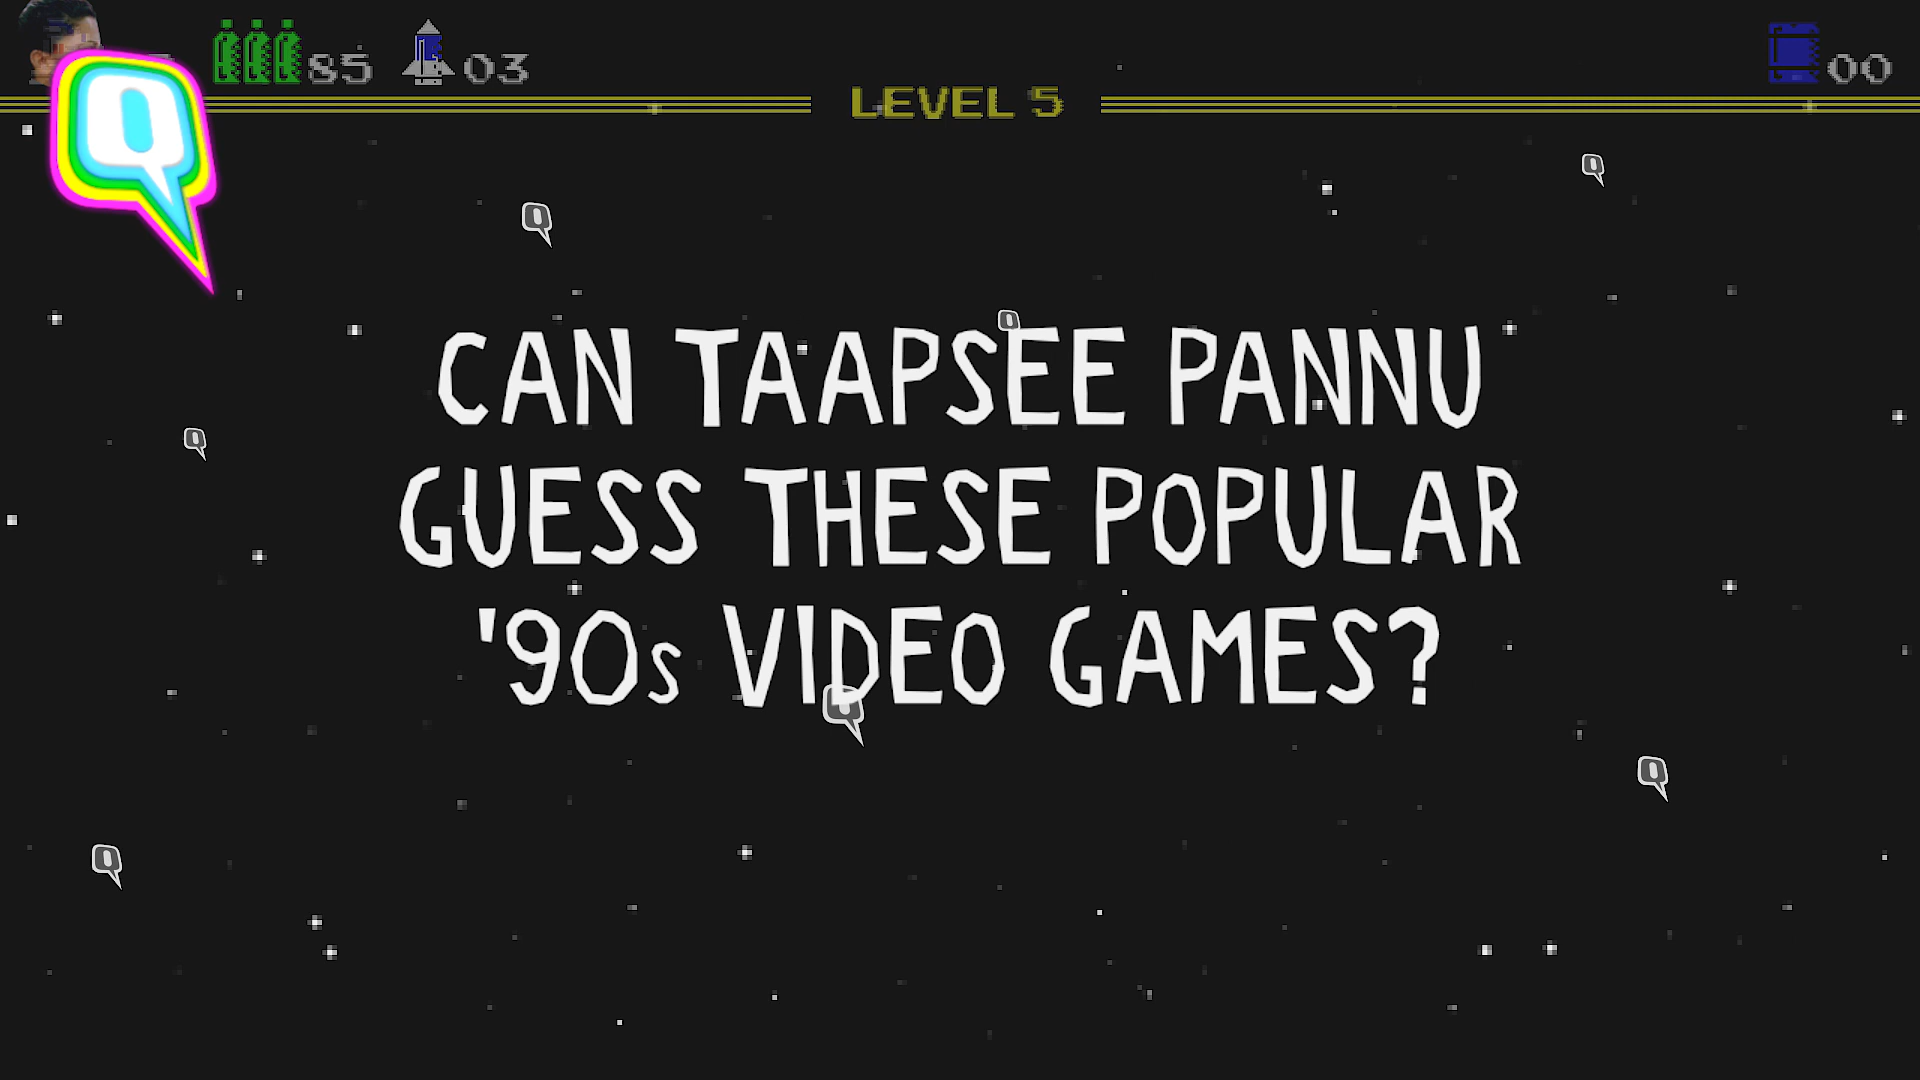 85 03 00
LEVEL 5
Q
CAN TAAPSEE PANNU
GUESS THESE POPULAR
'90s VIDEO GAMES?